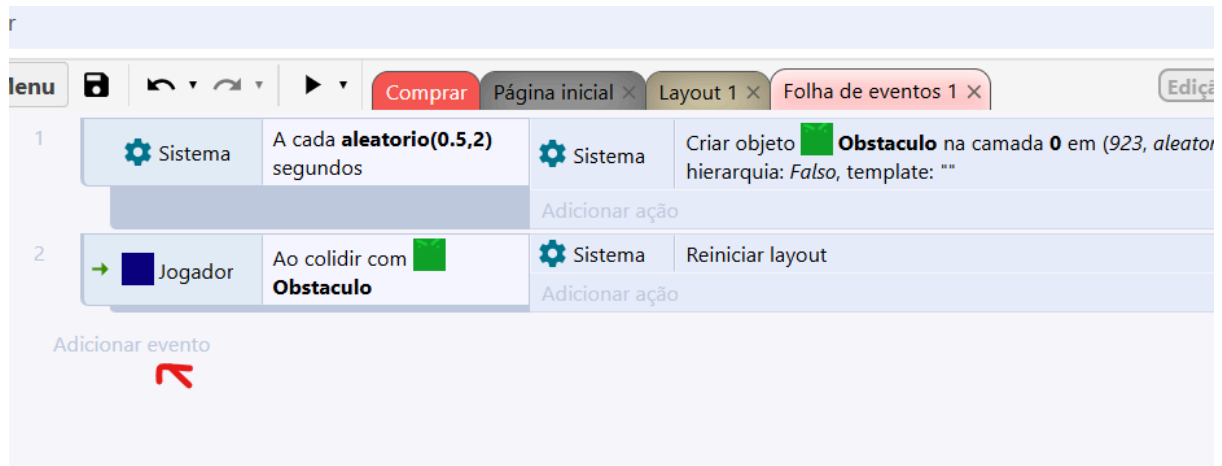 r
Menu
Comprar
Página inicial ×
Layout 1 ×
Folha de eventos 1 ×
1
Sistema
A cada aleatorio(0.5,2)
segundos
Sistema
Criar objeto Obstaculo na camada 0 em (923, aleator
hierarquia: Falso, template: ""
Adicionar ação
2
Jogador
Ao colidir com
Obstaculo
Sistema
Reiniciar layout
Adicionar ação
Adicionar evento